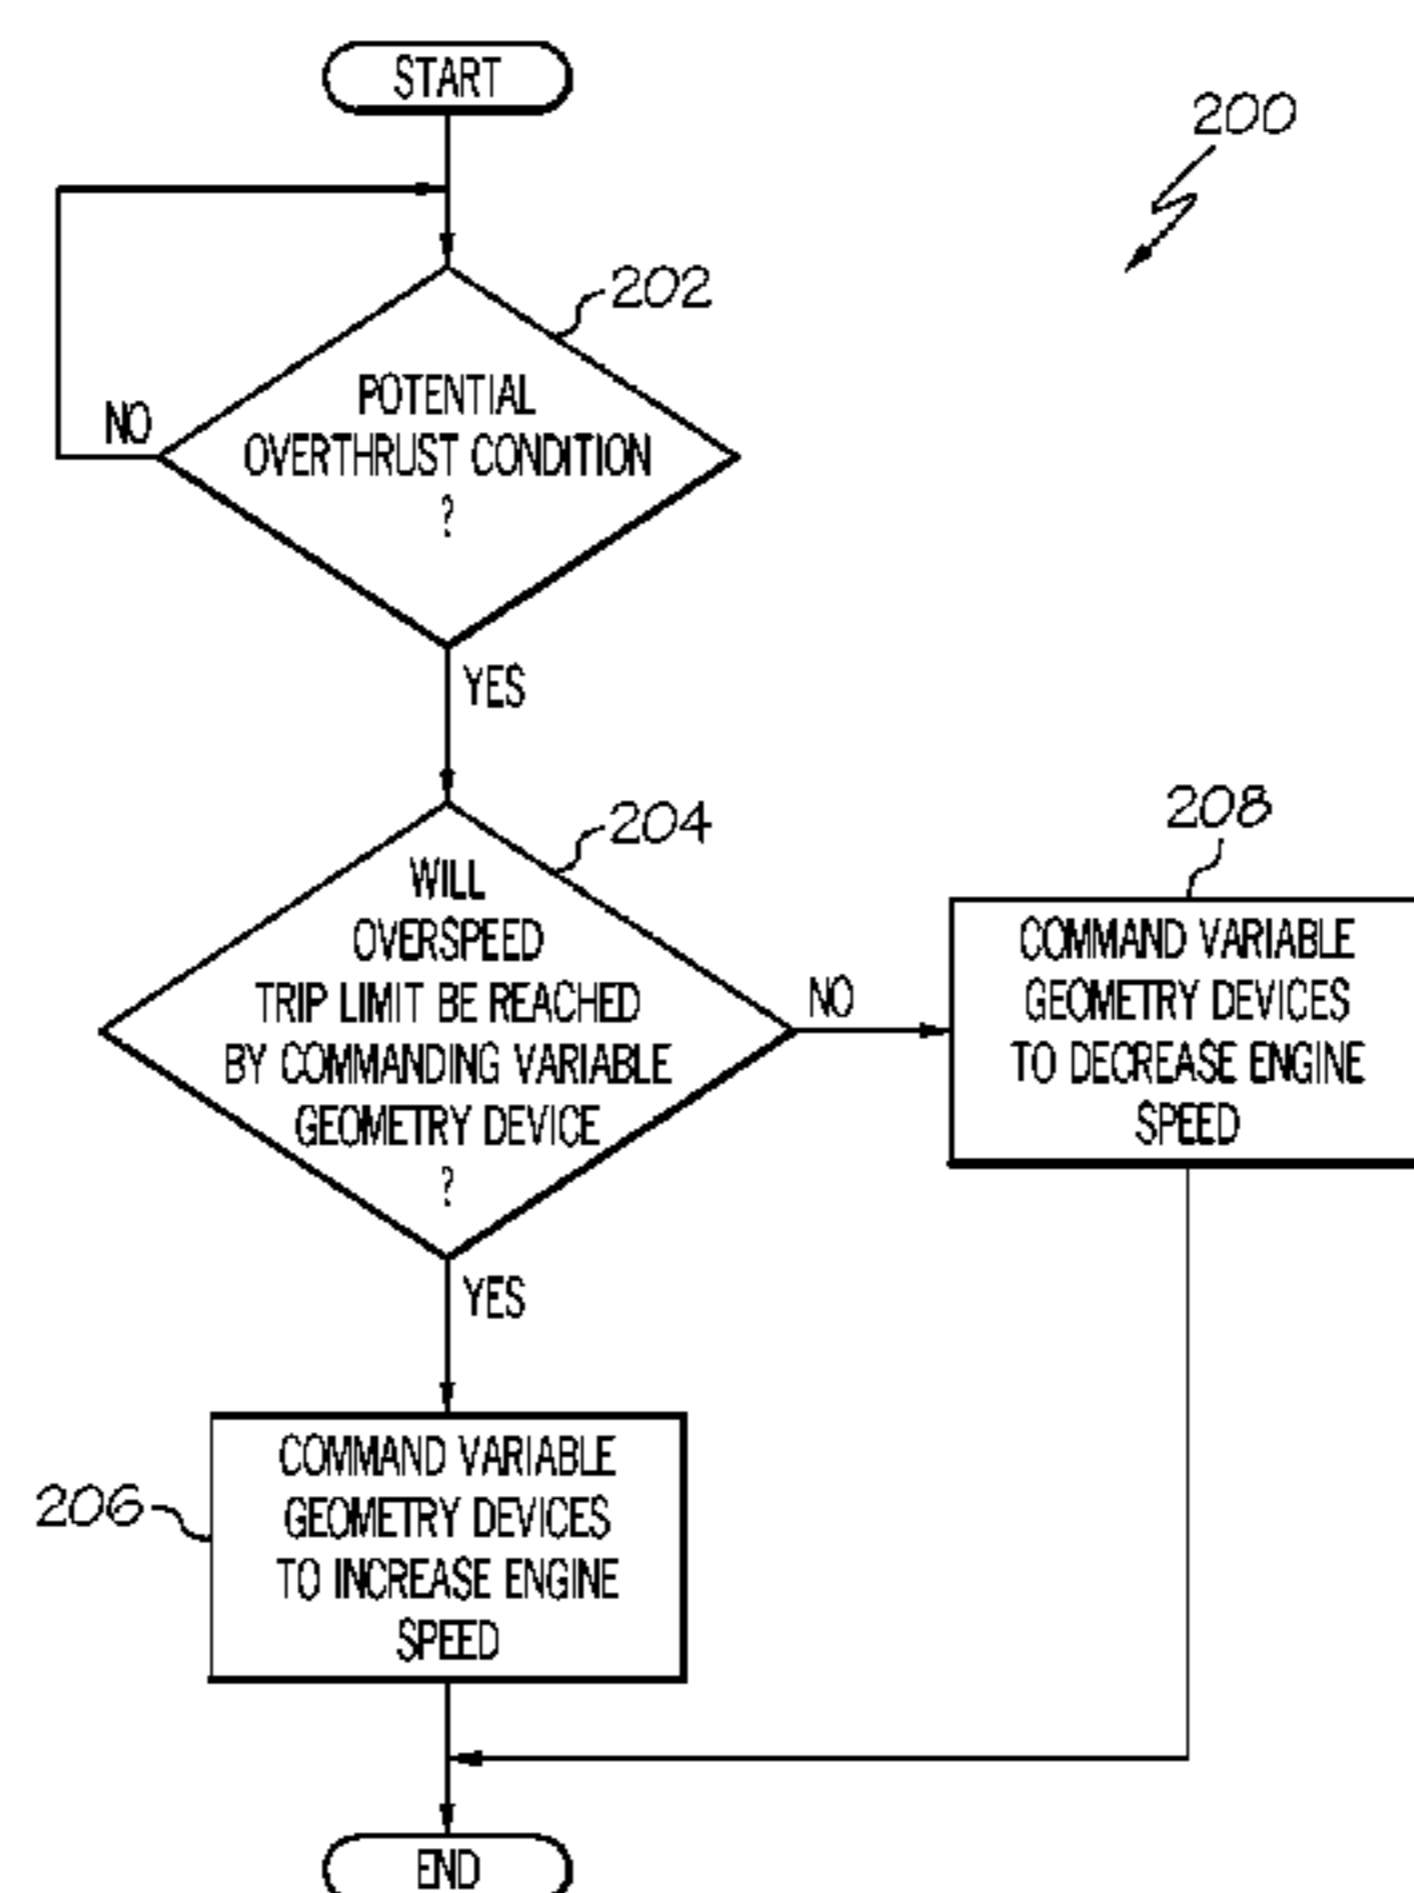 START
200
202
POTENTIAL
OVERTHRUST CONDITION
?
NO
YES
204
WILL
OVERSPEED
TRIP LIMIT BE REACHED
BY COMMANDING VARIABLE
GEOMETRY DEVICE
?
NO
208
COMMAND VARIABLE
GEOMETRY DEVICES
TO DECREASE ENGINE
SPEED
YES
206
COMMAND VARIABLE
GEOMETRY DEVICES
TO INCREASE ENGINE
SPEED
END